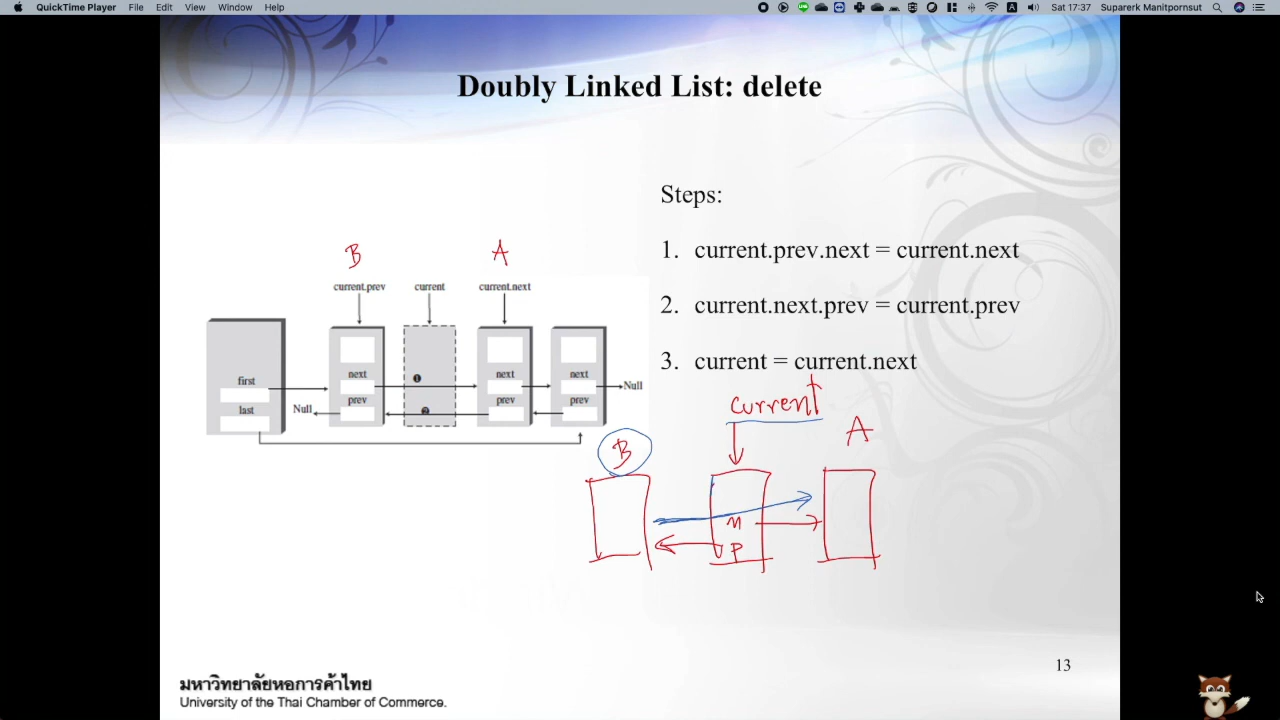 QuickTime Player File Edit View Window Help
Sat 17:37 Suparerk Manitpornsut
Doubly Linked List: delete
Steps:
1. current.prev.next = current.next
2. current.next.prev = current.prev
3. current = current.next
B A
current.prev current current.next
next next next
prev prev prev
first
last
Null
Null
1
2
current
B
A
N
P
13
มหาวิทยาลัยหอการค้าไทย
University of the Thai Chamber of Commerce.